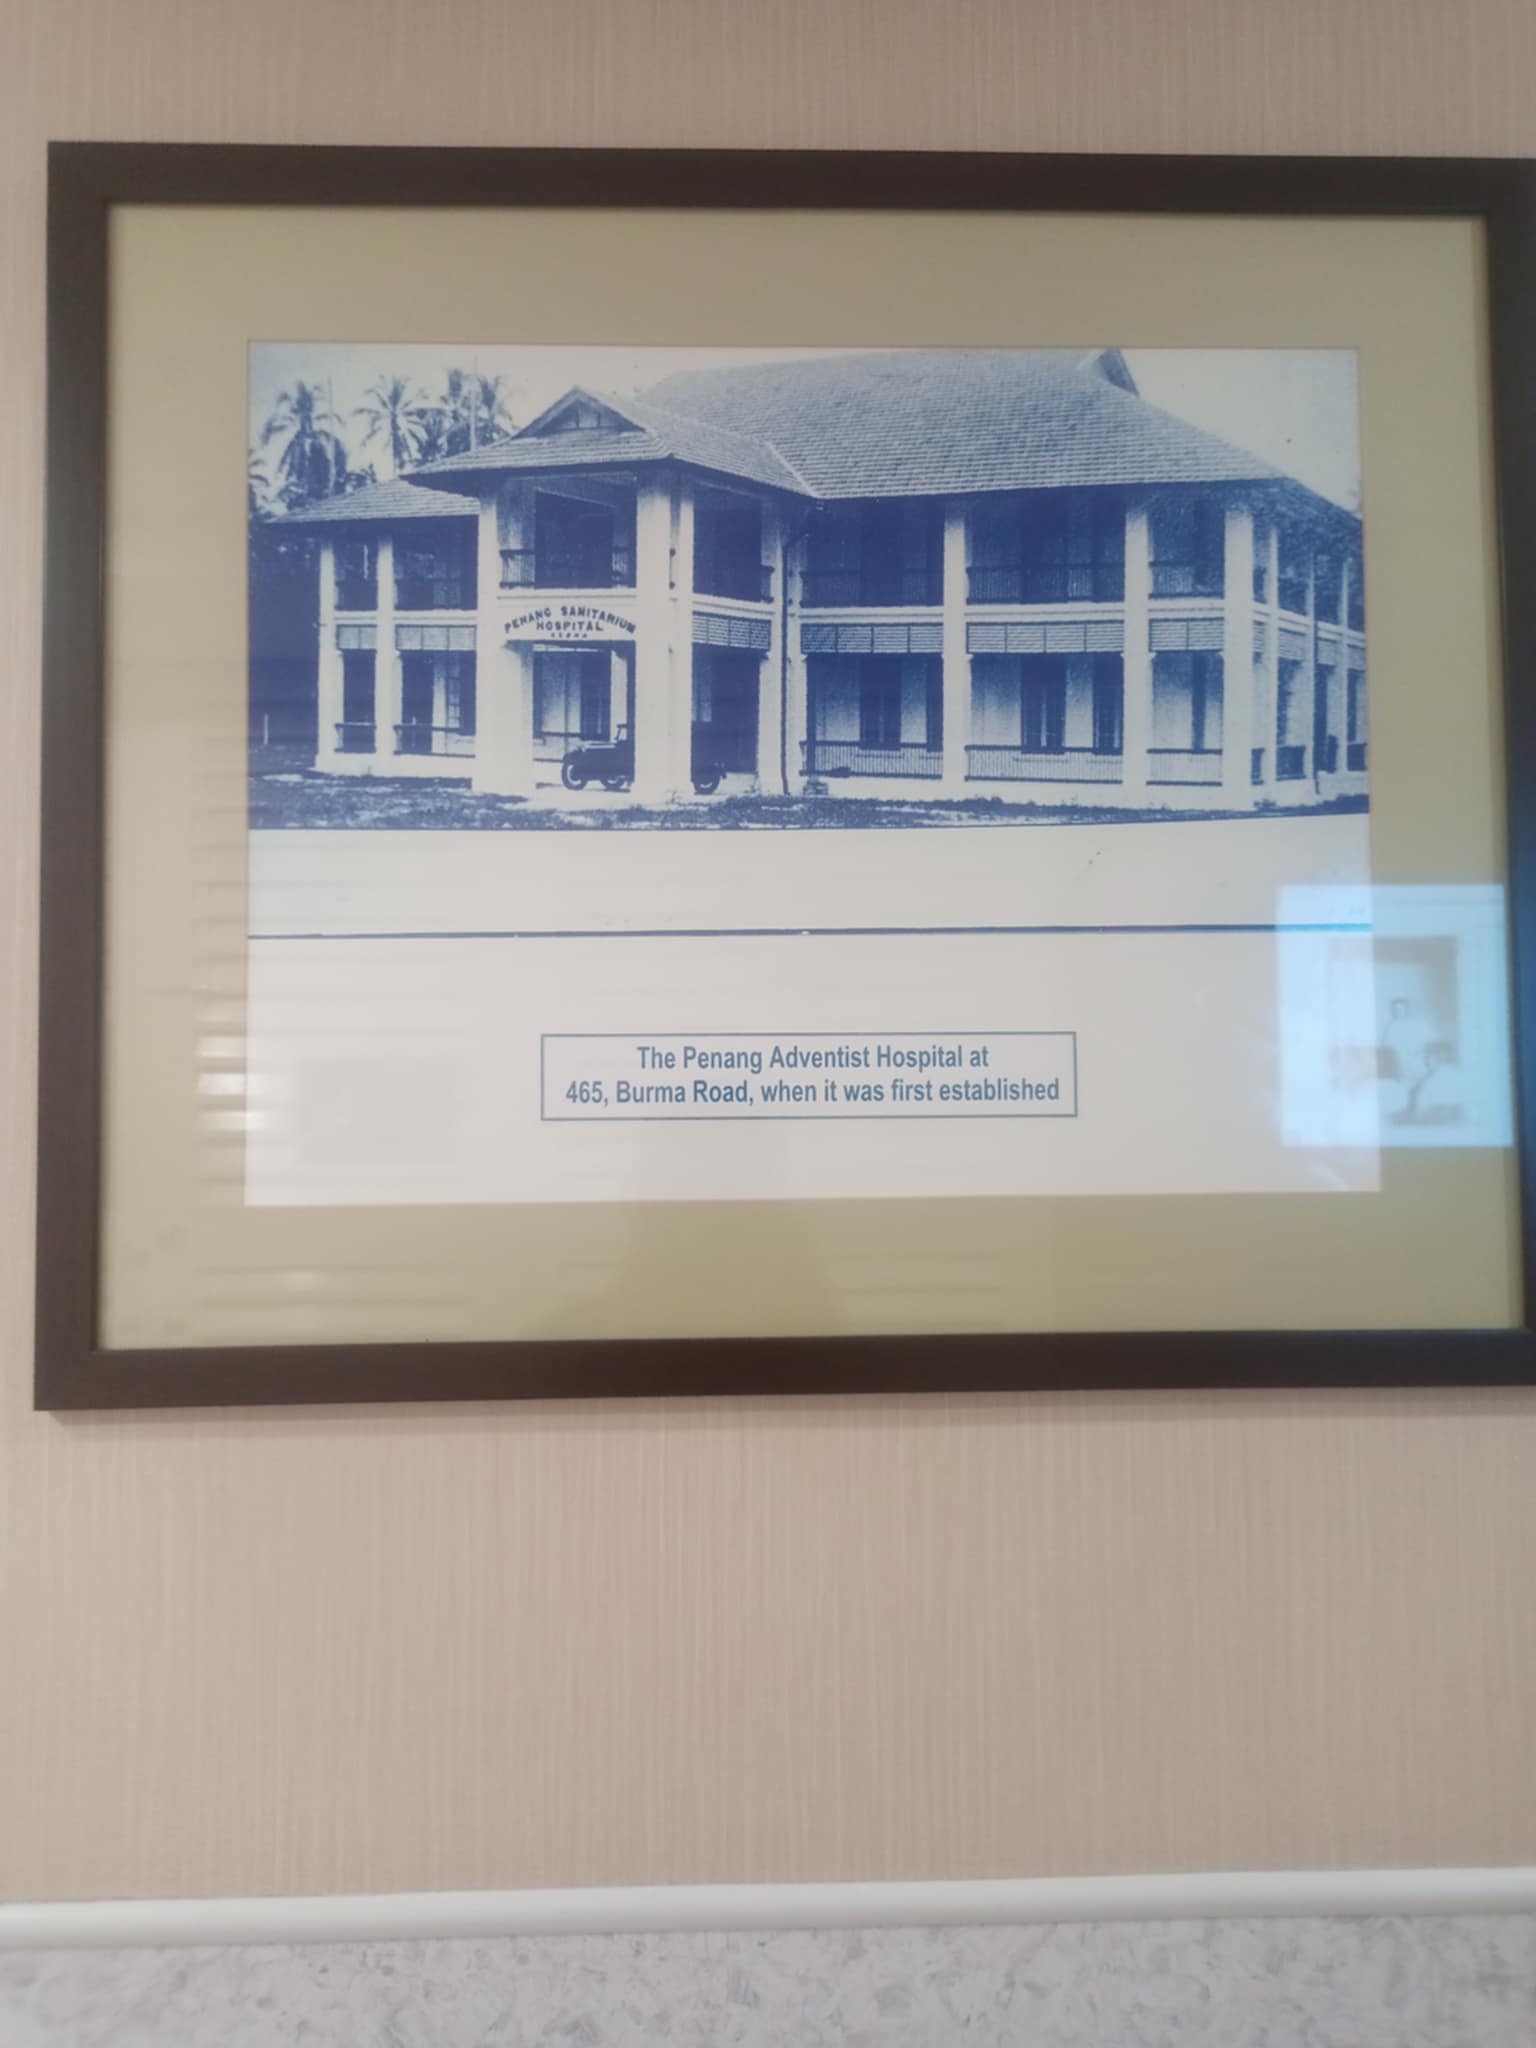 PENANG SANITARIUM
HOSPITAL
The Penang Adventist Hospital at
465, Burma Road, when it was first established